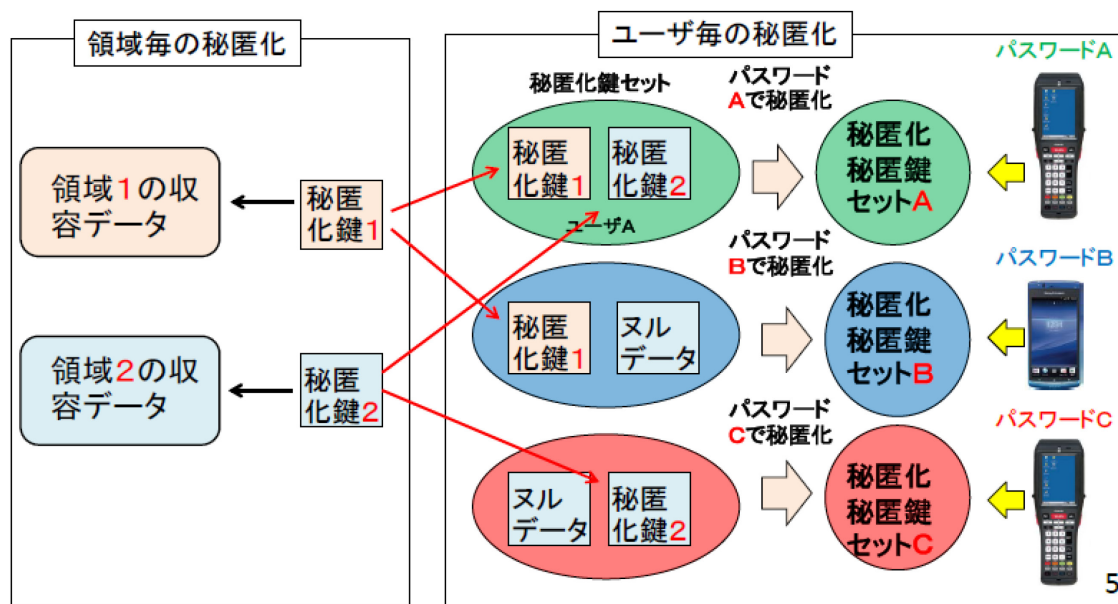 領域毎の秘匿化
領域1の収
容データ
秘匿
化鍵1
領域2の収
容データ
秘匿
化鍵2
ユーザ毎の秘匿化
秘匿化鍵セット
秘匿
化鍵1
秘匿
化鍵2
ユーザA
パスワード
Aで秘匿化
秘匿化
秘匿鍵
セットA
パスワードA
秘匿
化鍵1
ヌル
データ
パスワード
Bで秘匿化
秘匿化
秘匿鍵
セットB
パスワードB
ヌル
データ
秘匿
化鍵2
パスワード
Cで秘匿化
秘匿化
秘匿鍵
セットC
パスワードC
5